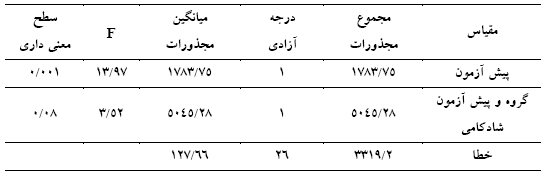 مقیاس مجموع مجذورات درجه آزادی میانگین مجذورات F سطح معنی داری
پیش آزمون ۱۷۸۳/۷۵ ۱ ۱۷۸۳/۷۵ ۱۳/۹۷ ۰/۰۰۱
گروه و پیش آزمون شادکامی ۵۰٤۵/۲۸ ۱ ۵۰٤۵/۲۸ ۳/۵۲ ۰/۰۸
خطا ۳۳۱۹/۲ ۲۶ ۱۲۷/۶۶